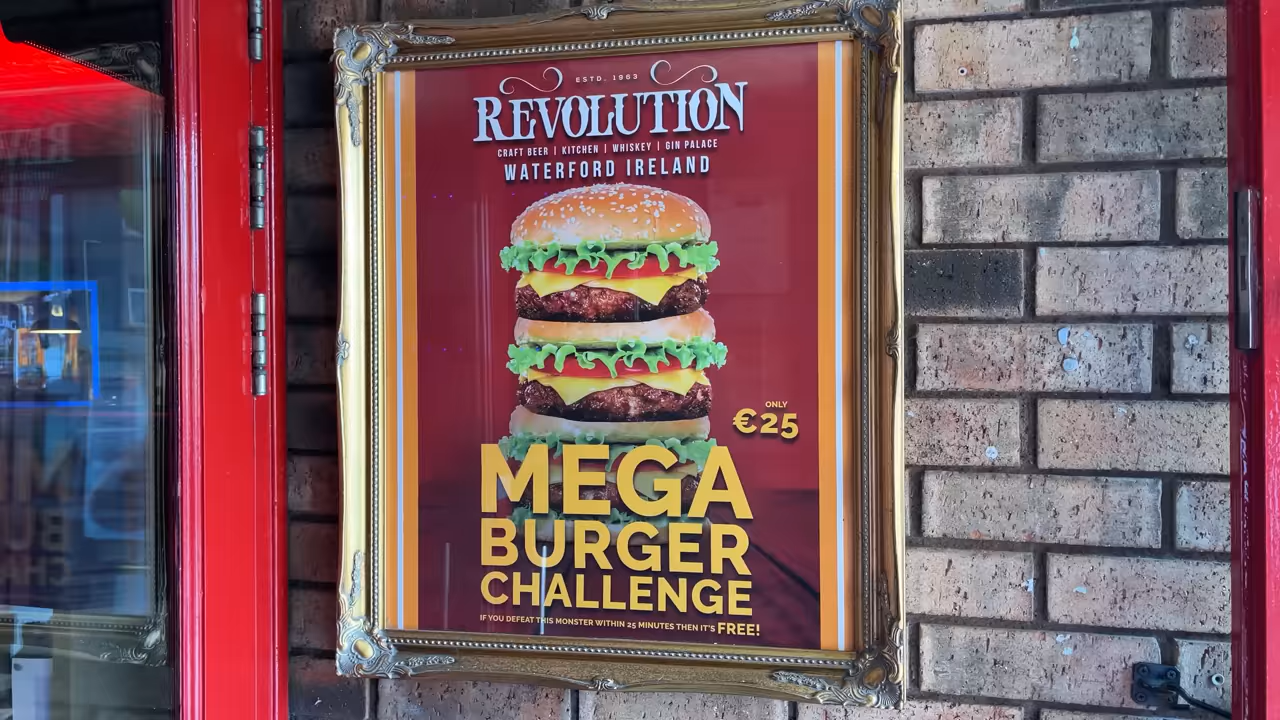 ESTD. 1963
REVOLUTION
CRAFT BEER | KITCHEN | WHISKEY | GIN PALACE
WATERFORD IRELAND
ONLY
€25
MEGA
BURGER
CHALLENGE
IF YOU DEFEAT THIS MONSTER WITHIN 25 MINUTES THEN IT'S FREE!